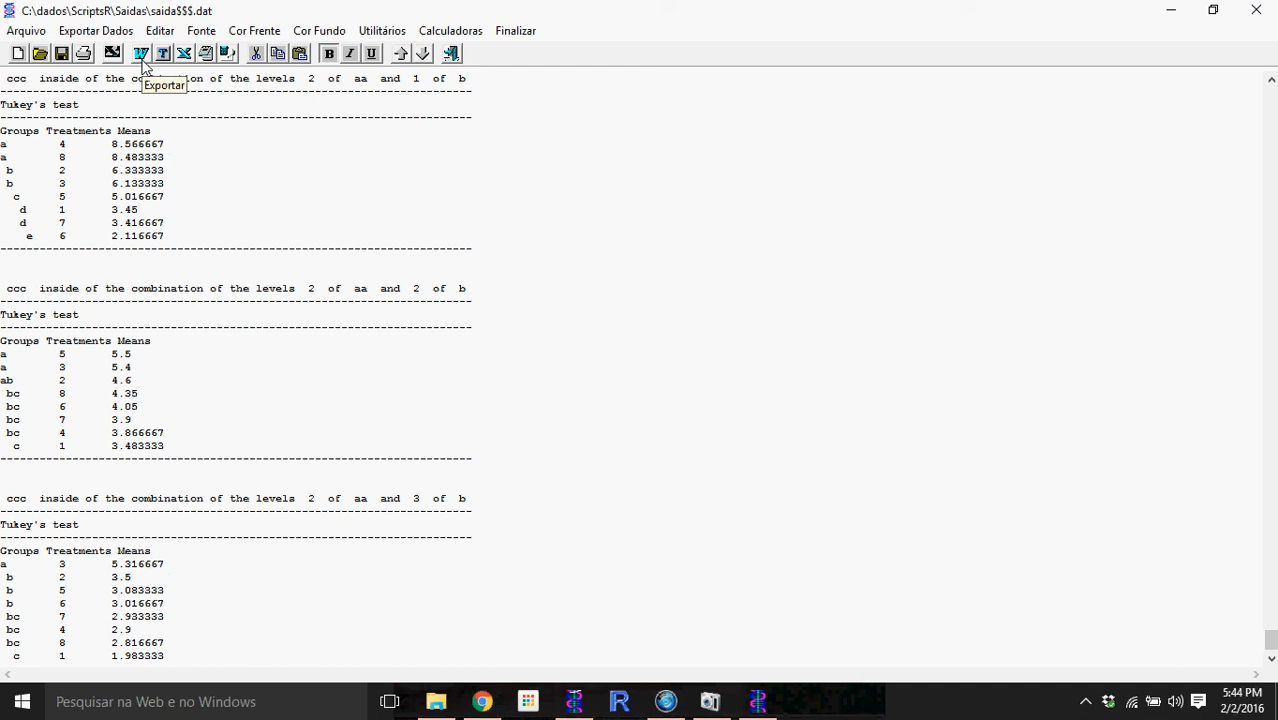 C:\dados\ScriptsR\Saidas\saida$$$.dat
Arquivo Exportar Dados Editar Fonte Cor Frente Cor Fundo Utilitários Calculadoras Finalizar
W T X B I U
Exportar
ccc inside of the combination of the levels 2 of aa and 1 of b
------------------------------------------------------------------------
Tukey's test
------------------------------------------------------------------------
Groups Treatments Means
a 4 8.566667
a 8 8.483333
b 2 6.333333
b 3 6.133333
c 5 5.016667
d 1 3.45
d 7 3.416667
e 6 2.116667
------------------------------------------------------------------------
ccc inside of the combination of the levels 2 of aa and 2 of b
------------------------------------------------------------------------
Tukey's test
------------------------------------------------------------------------
Groups Treatments Means
a 5 5.5
a 3 5.4
ab 2 4.6
bc 8 4.35
bc 6 4.05
bc 7 3.9
bc 4 3.866667
c 1 3.483333
------------------------------------------------------------------------
ccc inside of the combination of the levels 2 of aa and 3 of b
------------------------------------------------------------------------
Tukey's test
------------------------------------------------------------------------
Groups Treatments Means
a 3 5.316667
b 2 3.5
b 5 3.083333
b 6 3.016667
bc 7 2.933333
bc 4 2.9
bc 8 2.816667
c 1 1.983333
Pesquisar na Web e no Windows
R
5:44 PM
2/2/2016